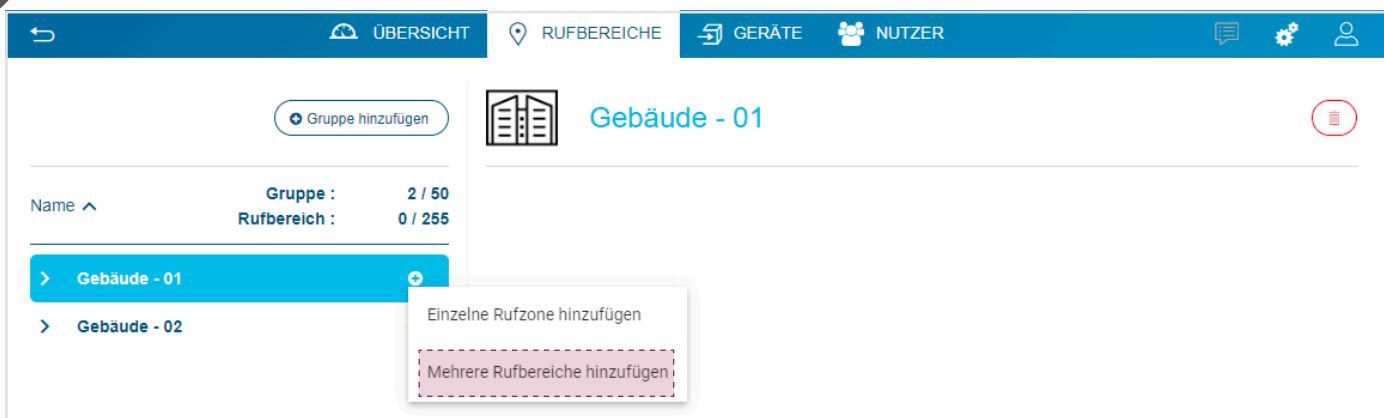 ÜBERSICHT RUFBEREICHE GERÄTE NUTZER
Gruppe hinzufügen
Gebäude - 01
Name Gruppe : 2 / 50
Rufbereich : 0 / 255
Gebäude - 01
Einzelne Rufzone hinzufügen
Gebäude - 02
Mehrere Rufbereiche hinzufügen